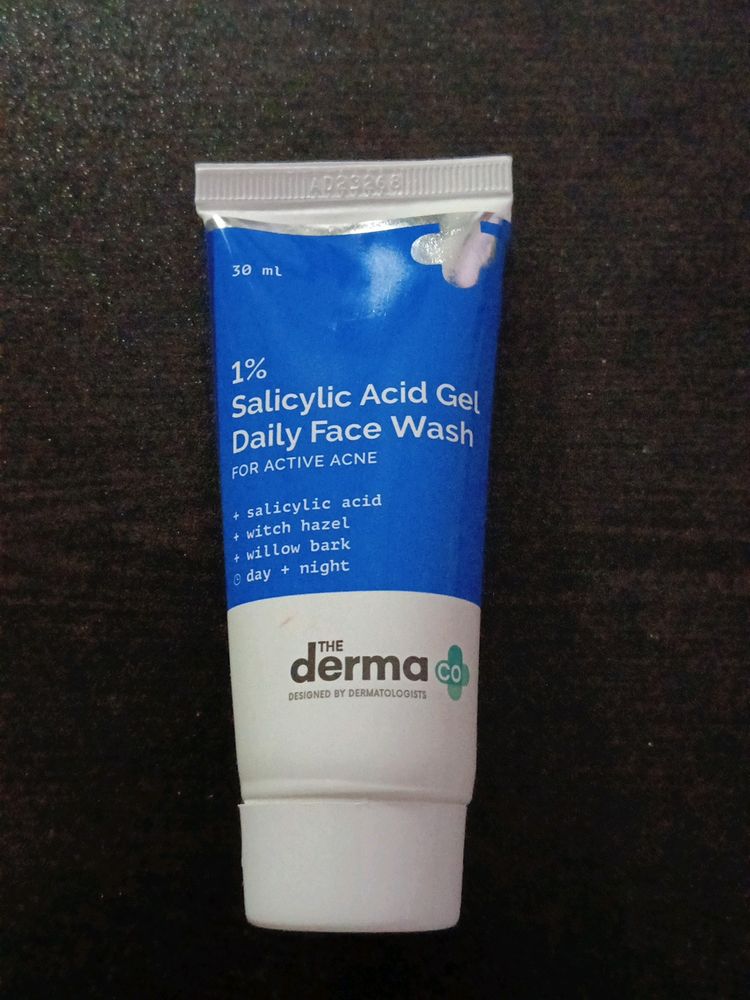 30 ml
1%
Salicylic Acid Gel
Daily Face Wash
FOR ACTIVE ACNE
+ salicylic acid
+ witch hazel
+ willow bark
day + night
THE
derma co
DESIGNED BY DERMATOLOGISTS